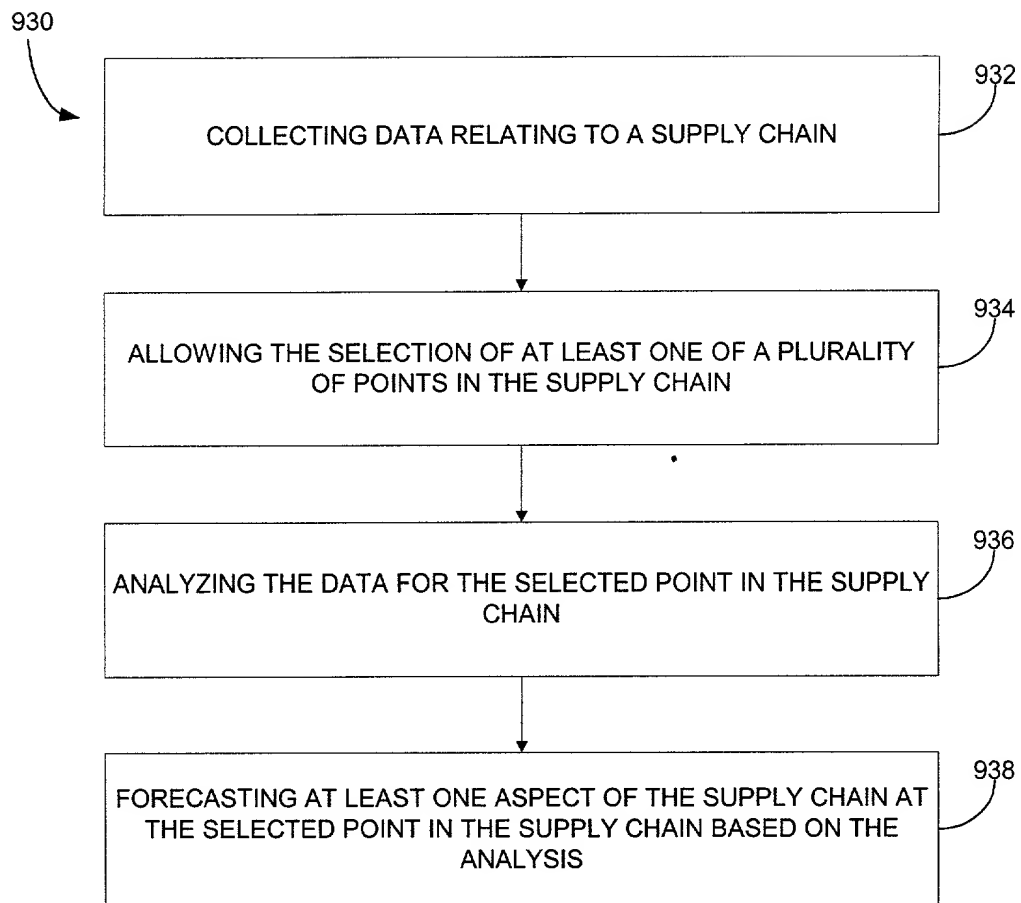 930
932
COLLECTING DATA RELATING TO A SUPPLY CHAIN
934
ALLOWING THE SELECTION OF AT LEAST ONE OF A PLURALITY
OF POINTS IN THE SUPPLY CHAIN
936
ANALYZING THE DATA FOR THE SELECTED POINT IN THE SUPPLY
CHAIN
938
FORECASTING AT LEAST ONE ASPECT OF THE SUPPLY CHAIN AT
THE SELECTED POINT IN THE SUPPLY CHAIN BASED ON THE
ANALYSIS